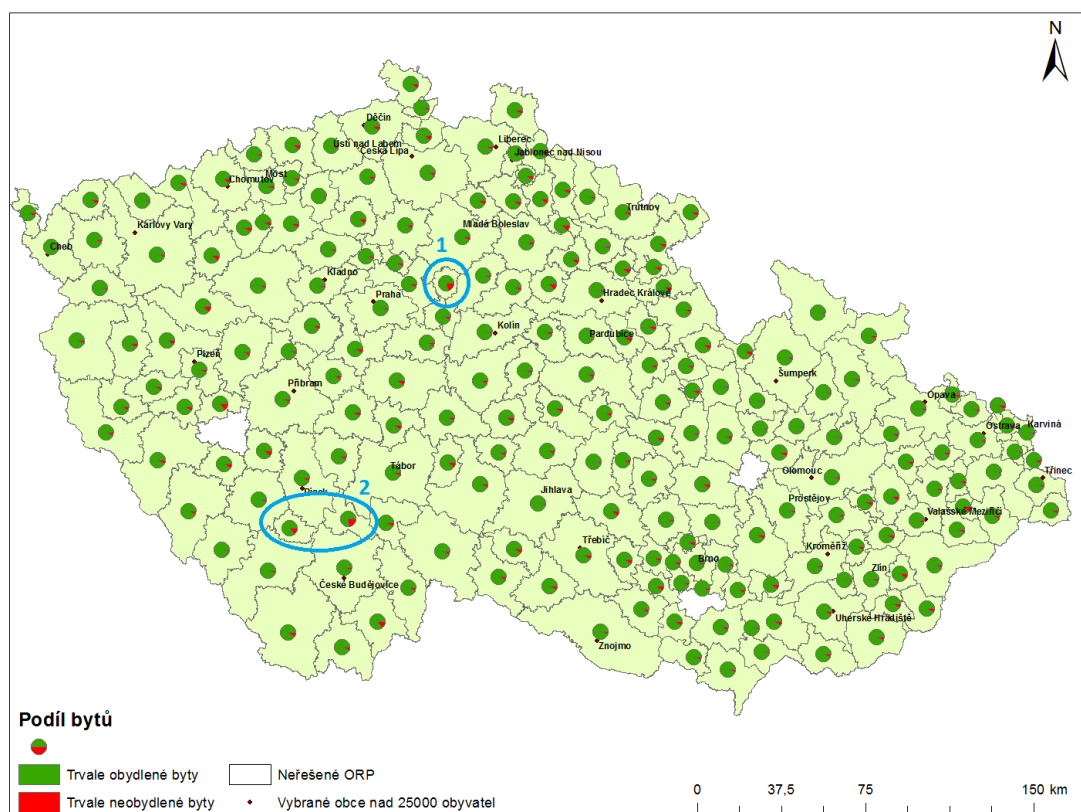 N
Děčín
Liberec
Ústí nad Labem
Česká Lípa
Jablonec nad Nisou
Most
Chomutov
Trutnov
Karlovy Vary
Mladá Boleslav
Cheb
1
Kladno
Hradec Králové
Praha
Kolín
Pardubice
Plzeň
Šumperk
Příbram
Opava
Karviná
Ostrava
Tábor
Olomouc
Třinec
2
Písek
Jihlava
Prostějov
Valašské Meziříčí
Třebíč
Kroměříž
Brno
Zlín
České Budějovice
Uherské Hradiště
Znojmo
Podíl bytů
Trvale obydlené byty
Neřešené ORP
Trvale neobydlené byty
Vybrané obce nad 25000 obyvatel
0 37,5 75 150 km